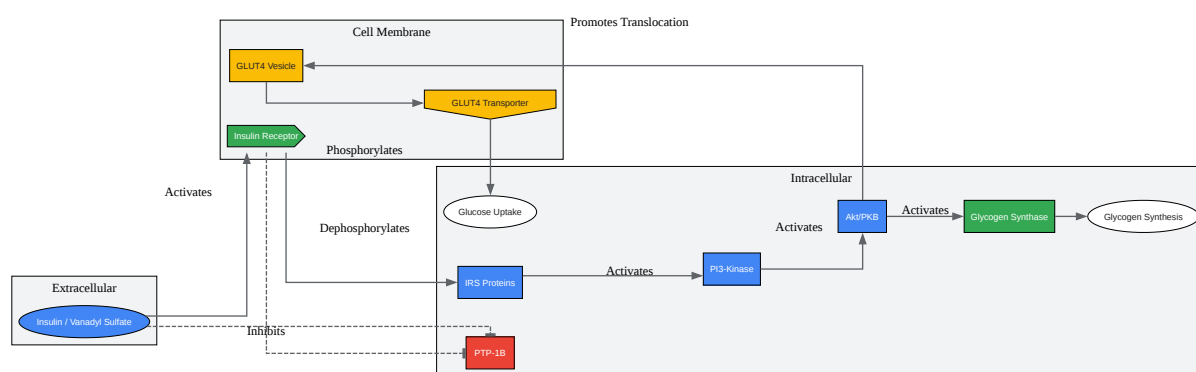 Promotes Translocation
Cell Membrane
GLUT4 Vesicle
GLUT4 Transporter
Insulin Receptor
Phosphorylates
Intracellular
Activates
Glucose Uptake
Akt/PKB
Activates
Glycogen Synthase
Glycogen Synthesis
Dephosphorylates
Activates
IRS Proteins
Activates
PI3-Kinase
Extracellular
Insulin / Vanadyl Sulfate
Inhibits
PTP-1B